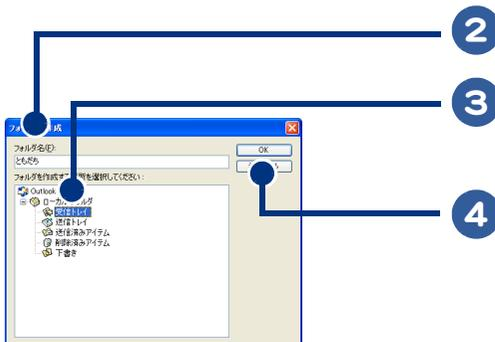 2
3
フォ 成
フォルダ名(F):
OK
ともだち
フォルダを作成す 所を選択してください:
Outlook
ローカ ルダ
受信トレイ
送信トレイ
送信済みアイテム
削除済みアイテム
下書き
4